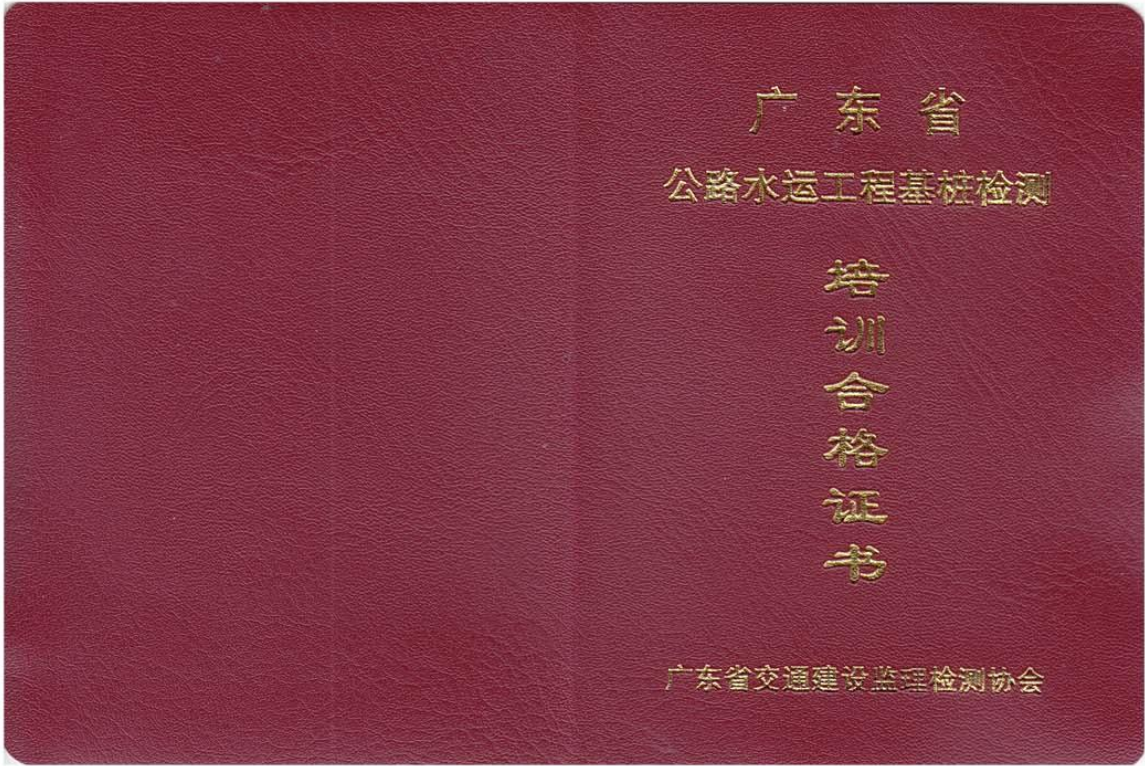 广东省
公路水运工程基桩检测
培训合格证书
广东省交通建设监理检测协会